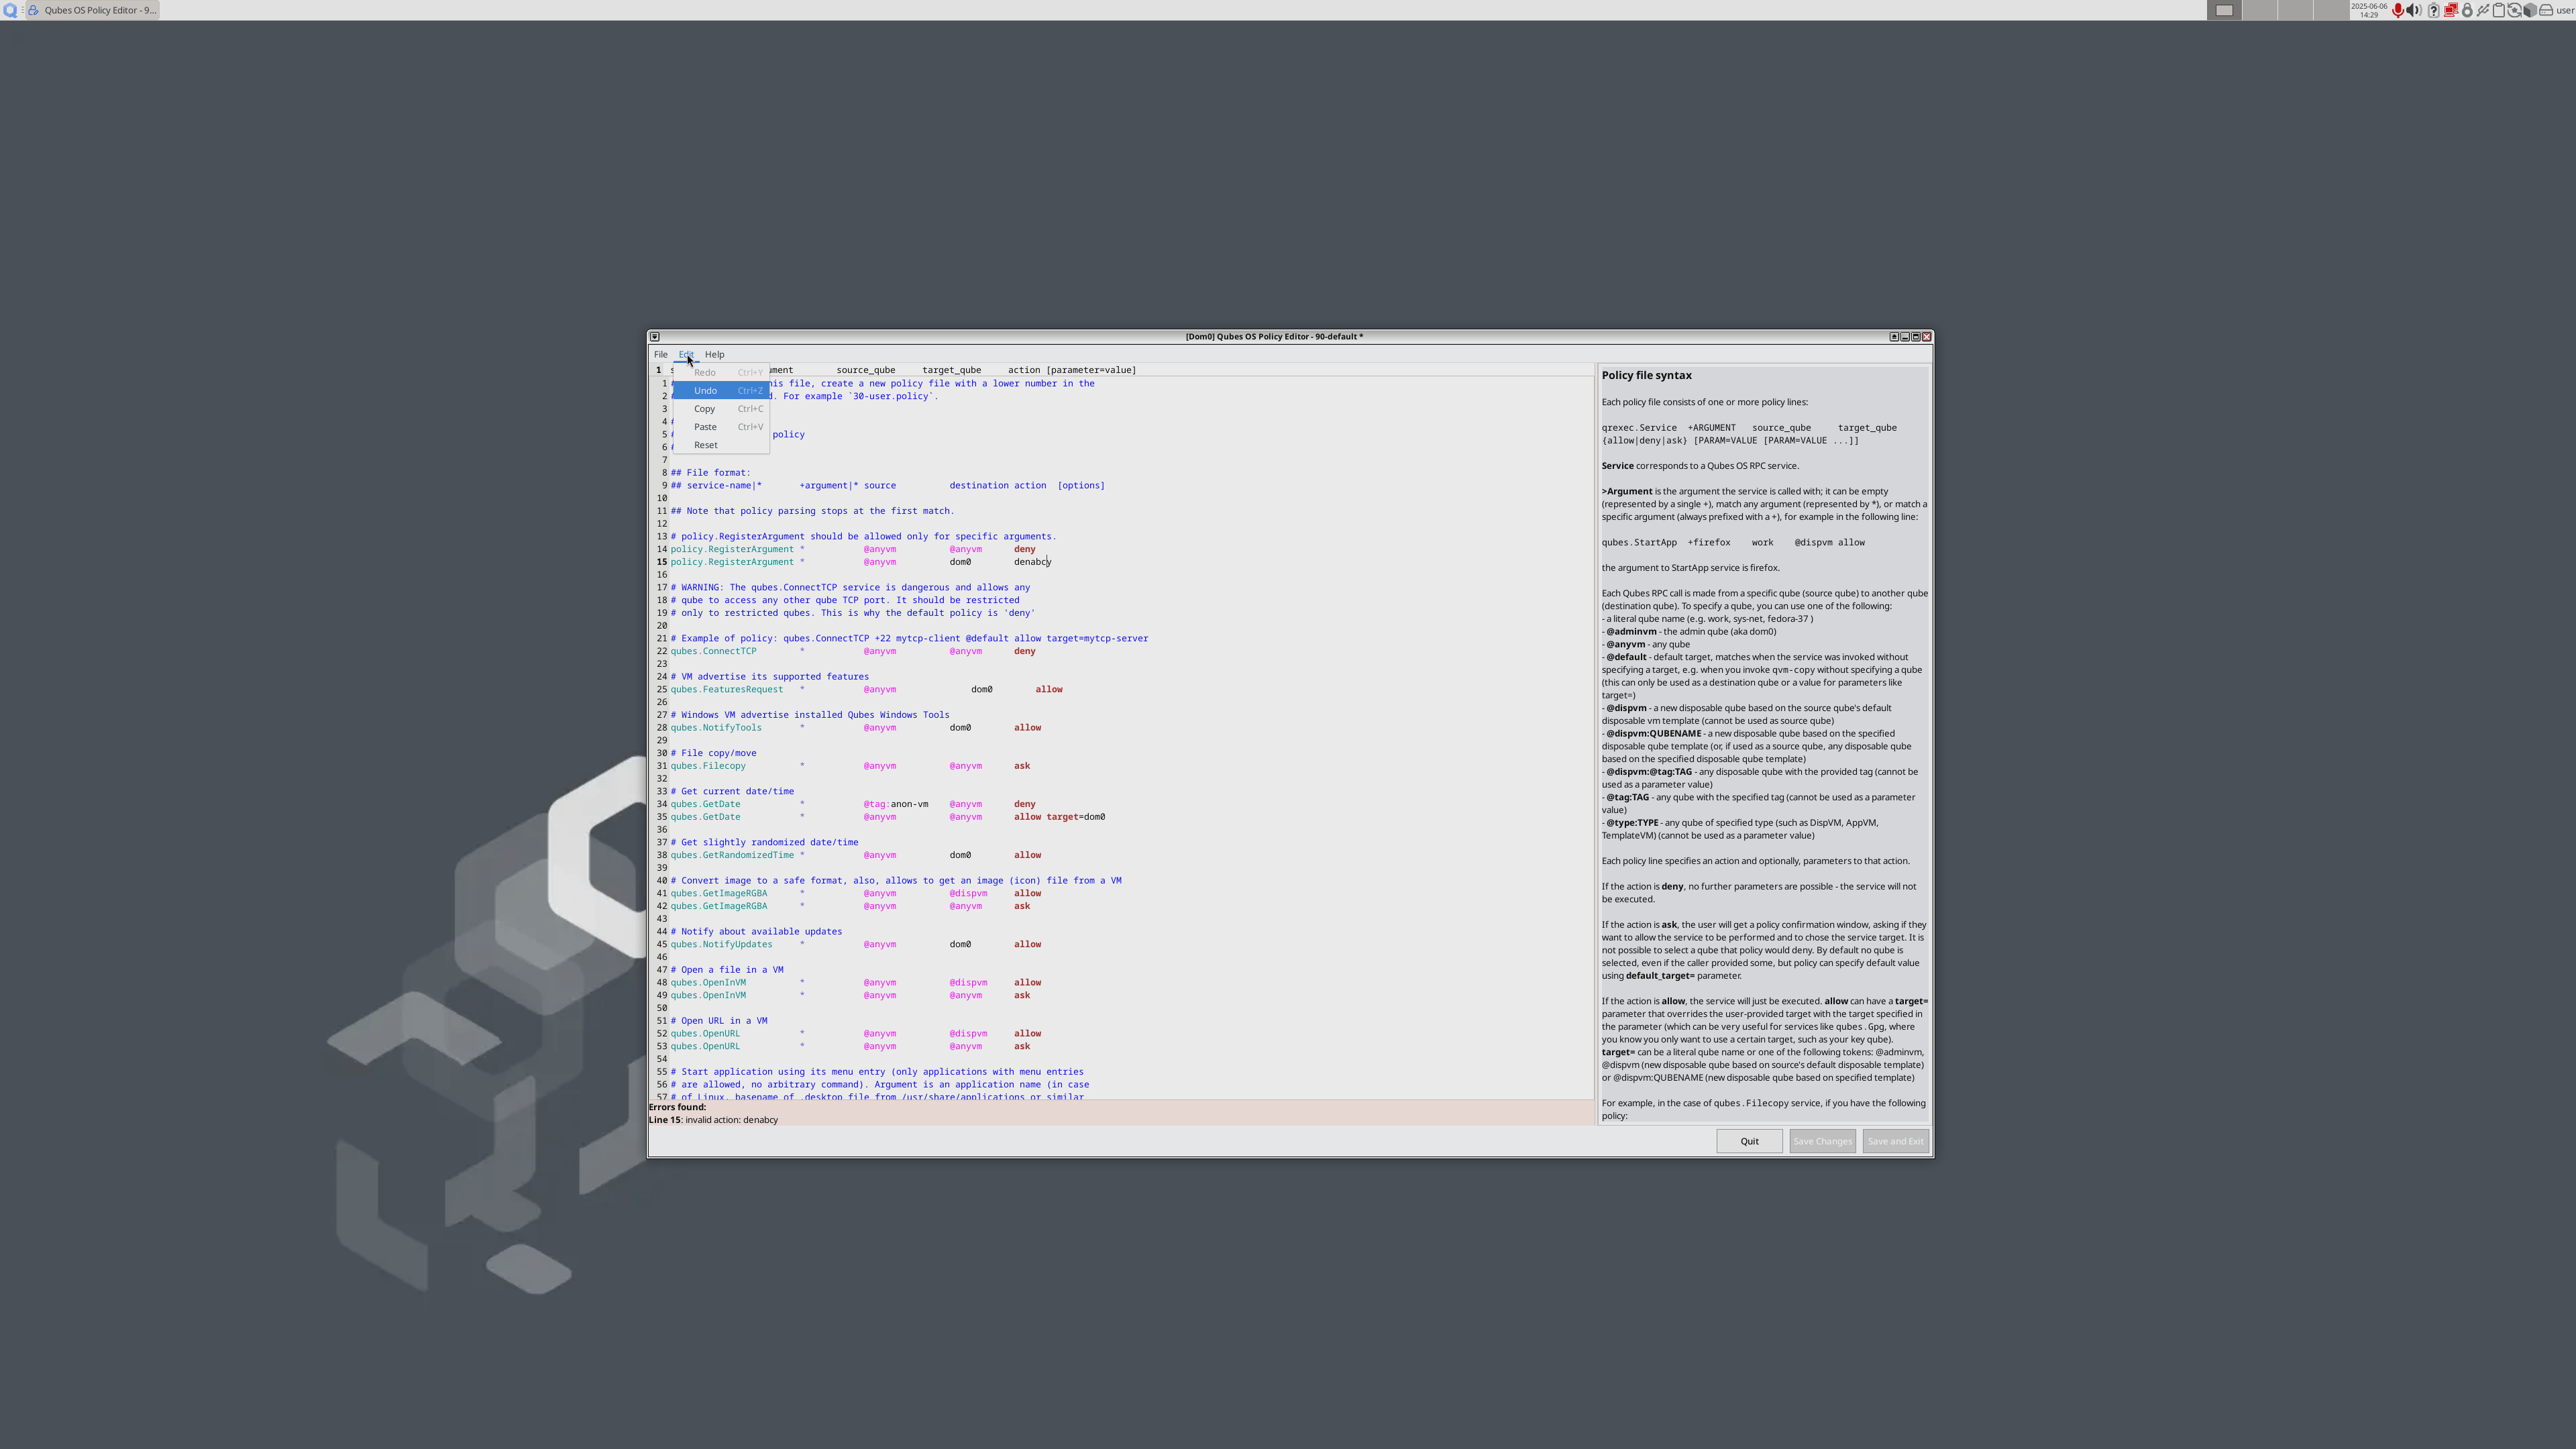 Qubes OS Policy Editor - 9...
2025-06-06
14:29
user
[Dom0] Qubes OS Policy Editor - 90-default *
File Edit Help
Redo Ctrl+Y
Undo Ctrl+Z
Copy Ctrl+C
Paste Ctrl+V
Reset
1 s ument source_qube target_qube action [parameter=value]
1 # his file, create a new policy file with a lower number in the
2 # d. For example `30-user.policy`.
3
4 #
5 # policy
6 #
7
8 ## File format:
9 ## service-name|* +argument|* source destination action [options]
10
11 ## Note that policy parsing stops at the first match.
12
13 # policy.RegisterArgument should be allowed only for specific arguments.
14 policy.RegisterArgument * @anyvm @anyvm deny
15 policy.RegisterArgument * @anyvm dom0 denabcy
16
17 # WARNING: The qubes.ConnectTCP service is dangerous and allows any
18 # qube to access any other qube TCP port. It should be restricted
19 # only to restricted qubes. This is why the default policy is 'deny'
20
21 # Example of policy: qubes.ConnectTCP +22 mytcp-client @default allow target=mytcp-server
22 qubes.ConnectTCP * @anyvm @anyvm deny
23
24 # VM advertise its supported features
25 qubes.FeaturesRequest * @anyvm dom0 allow
26
27 # Windows VM advertise installed Qubes Windows Tools
28 qubes.NotifyTools * @anyvm dom0 allow
29
30 # File copy/move
31 qubes.Filecopy * @anyvm @anyvm ask
32
33 # Get current date/time
34 qubes.GetDate * @tag:anon-vm @anyvm deny
35 qubes.GetDate * @anyvm @anyvm allow target=dom0
36
37 # Get slightly randomized date/time
38 qubes.GetRandomizedTime * @anyvm dom0 allow
39
40 # Convert image to a safe format, also, allows to get an image (icon) file from a VM
41 qubes.GetImageRGBA * @anyvm @dispvm allow
42 qubes.GetImageRGBA * @anyvm @anyvm ask
43
44 # Notify about available updates
45 qubes.NotifyUpdates * @anyvm dom0 allow
46
47 # Open a file in a VM
48 qubes.OpenInVM * @anyvm @dispvm allow
49 qubes.OpenInVM * @anyvm @anyvm ask
50
51 # Open URL in a VM
52 qubes.OpenURL * @anyvm @dispvm allow
53 qubes.OpenURL * @anyvm @anyvm ask
54
55 # Start application using its menu entry (only applications with menu entries
56 # are allowed, no arbitrary command). Argument is an application name (in case
57 # of Linux, basename of .desktop file from /usr/share/applications or similar
Errors found:
Line 15: invalid action: denabcy
Policy file syntax
Each policy file consists of one or more policy lines:
qrexec.Service +ARGUMENT source_qube target_qube
{allow|deny|ask} [PARAM=VALUE [PARAM=VALUE ...]]
Service corresponds to a Qubes OS RPC service.
>Argument is the argument the service is called with; it can be empty
(represented by a single +), match any argument (represented by *), or match a
specific argument (always prefixed with a +), for example in the following line:
qubes.StartApp +firefox work @dispvm allow
the argument to StartApp service is firefox.
Each Qubes RPC call is made from a specific qube (source qube) to another qube
(destination qube). To specify a qube, you can use one of the following:
- a literal qube name (e.g. work, sys-net, fedora-37 )
- @adminvm - the admin qube (aka dom0)
- @anyvm - any qube
- @default - default target, matches when the service was invoked without
specifying a target, e.g. when you invoke qvm-copy without specifying a qube
(this can only be used as a destination qube or a value for parameters like
target=)
- @dispvm - a new disposable qube based on the source qube's default
disposable vm template (cannot be used as source qube)
- @dispvm:QUBENAME - a new disposable qube based on the specified
disposable qube template (or, if used as a source qube, any disposable qube
based on the specified disposable qube template)
- @dispvm:@tag:TAG - any disposable qube with the provided tag (cannot be
used as a parameter value)
- @tag:TAG - any qube with the specified tag (cannot be used as a parameter
value)
- @type:TYPE - any qube of specified type (such as DispVM, AppVM,
TemplateVM) (cannot be used as a parameter value)
Each policy line specifies an action and optionally, parameters to that action.
If the action is deny, no further parameters are possible - the service will not
be executed.
If the action is ask, the user will get a policy confirmation window, asking if they
want to allow the service to be performed and to chose the service target. It is
not possible to select a qube that policy would deny. By default no qube is
selected, even if the caller provided some, but policy can specify default value
using default_target= parameter.
If the action is allow, the service will just be executed. allow can have a target=
parameter that overrides the user-provided target with the target specified in
the parameter (which can be very useful for services like qubes.Gpg, where
you know you only want to use a certain target, such as your key qube).
target= can be a literal qube name or one of the following tokens: @adminvm,
@dispvm (new disposable qube based on source's default disposable template)
or @dispvm:QUBENAME (new disposable qube based on specified template)
For example, in the case of qubes.Filecopy service, if you have the following
policy:
Quit Save Changes Save and Exit